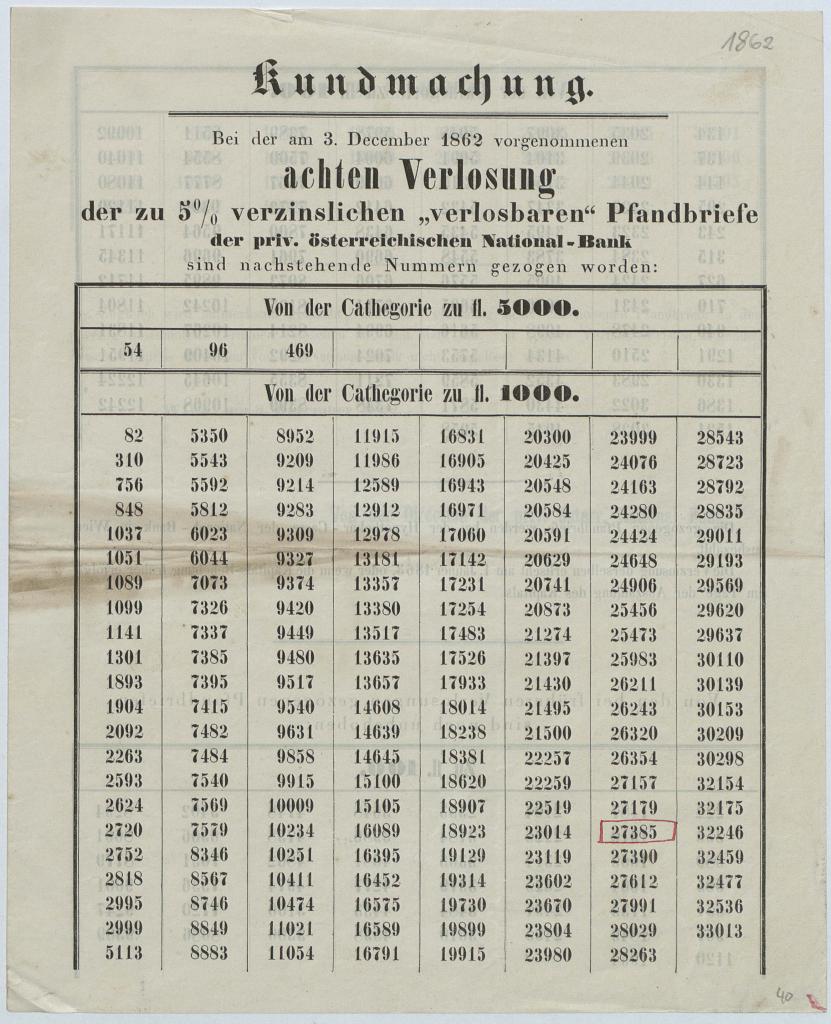 1862
Kundmachung.
Bei der am 3. December 1862 vorgenommenen
achten Verlosung
der zu 5% verzinslichen „verlosbaren“ Pfandbriefe
der priv. österreichischen National-Bank
sind nachstehende Nummern gezogen worden:
Von der Cathegorie zu fl. 5000.
54 96 469
Von der Cathegorie zu fl. 1000.
82 5350 8952 11915 16831 20300 23999 28543
310 5543 9209 11986 16905 20425 24076 28723
756 5592 9214 12589 16943 20548 24163 28792
848 5812 9283 12912 16971 20584 24280 28835
1037 6023 9309 12978 17060 20591 24424 29011
1051 6044 9327 13181 17142 20629 24648 29193
1089 7073 9374 13357 17231 20741 24906 29569
1099 7326 9420 13380 17254 20873 25456 29620
1141 7337 9449 13517 17483 21274 25473 29637
1301 7385 9480 13635 17526 21397 25983 30110
1893 7395 9517 13657 17933 21430 26211 30139
1904 7415 9540 14608 18014 21495 26243 30153
2092 7482 9631 14639 18238 21500 26320 30209
2263 7484 9858 14645 18381 22257 26354 30298
2593 7540 9915 15100 18620 22259 27157 32154
2624 7569 10009 15105 18907 22519 27179 32175
2720 7579 10234 16089 18923 23014 27385 32246
2752 8346 10251 16395 19129 23119 27390 32459
2818 8567 10411 16452 19314 23602 27612 32477
2995 8746 10474 16575 19730 23670 27991 32536
2999 8849 11021 16589 19899 23804 28029 33013
5113 8883 11054 16791 19915 23980 28263
40